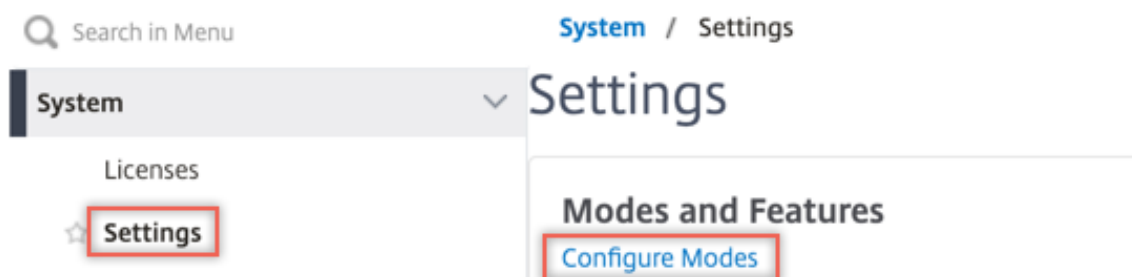 Search in Menu
System
Licenses
Settings
System / Settings
Settings
Modes and Features
Configure Modes